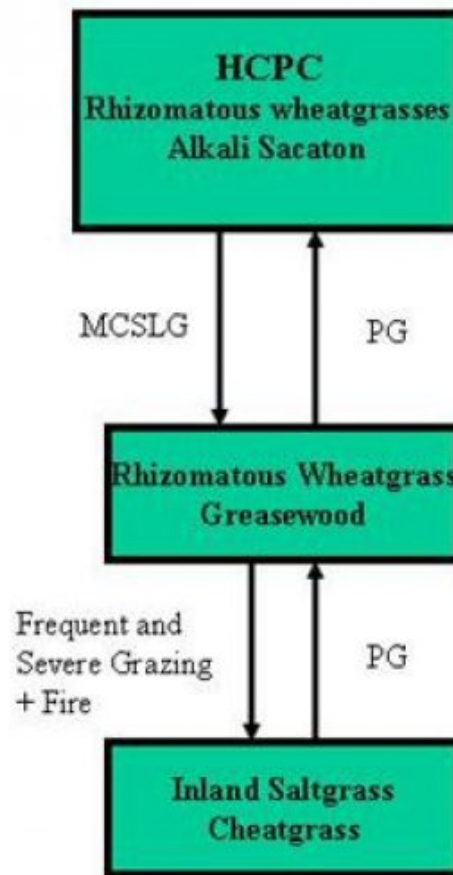 HCPC
Rhizomatous wheatgrasses
Alkali Sacaton
MCSLG
PG
Rhizomatous Wheatgrass
Greasewood
Frequent and
Severe Grazing
+ Fire
PG
Inland Saltgrass
Cheatgrass